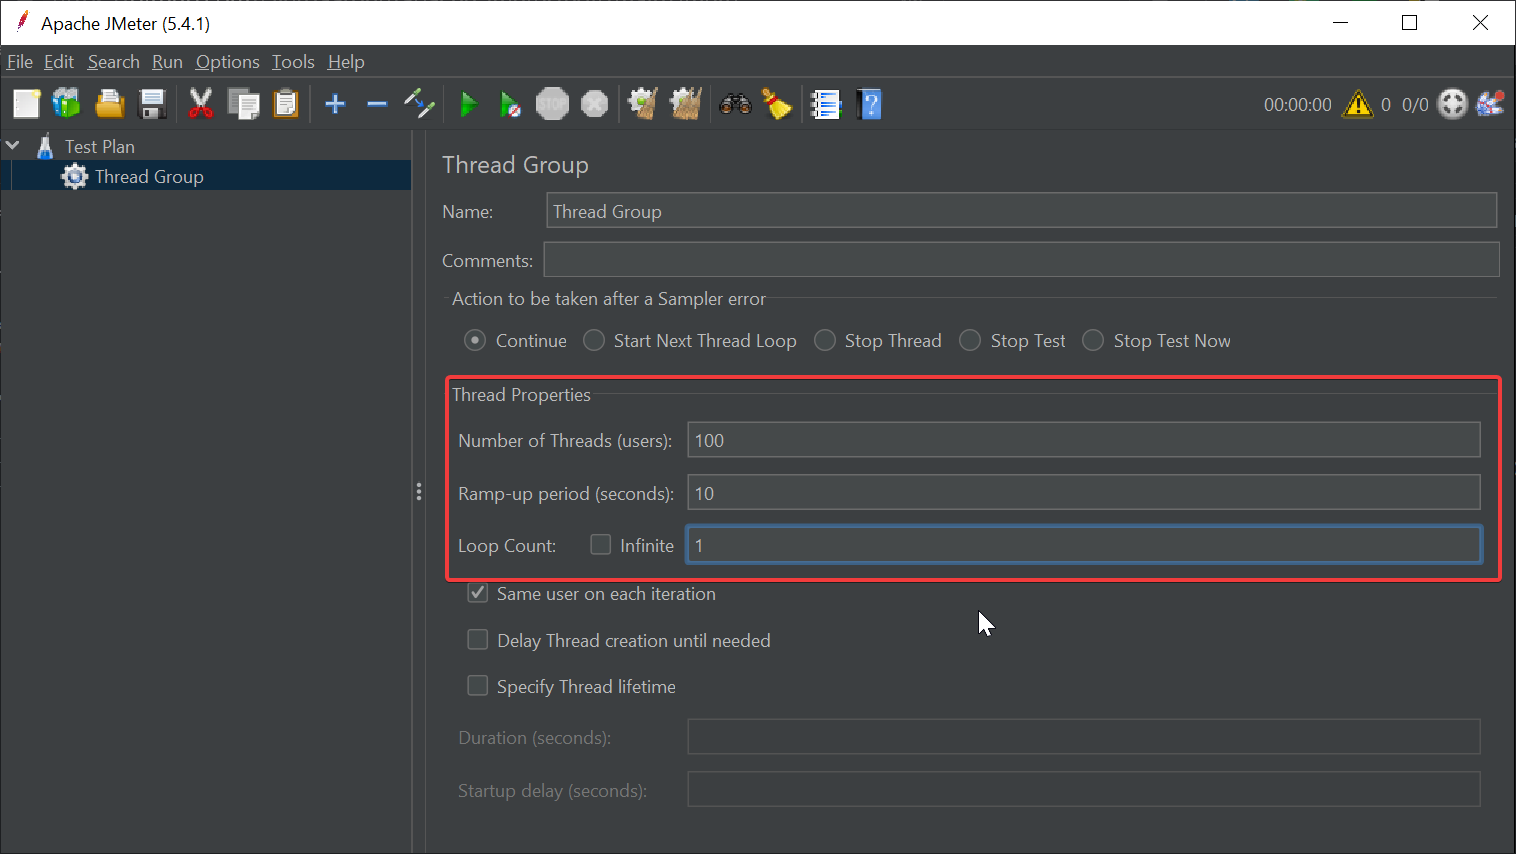 Apache JMeter (5.4.1)
File Edit Search Run Options Tools Help
STOP
?
00:00:00 0 0/0
Test Plan
Thread Group
Thread Group
Name: Thread Group
Comments:
Action to be taken after a Sampler error
Continue Start Next Thread Loop Stop Thread Stop Test Stop Test Now
Thread Properties
Number of Threads (users): 100
Ramp-up period (seconds): 10
Loop Count: Infinite 1
Same user on each iteration
Delay Thread creation until needed
Specify Thread lifetime
Duration (seconds):
Startup delay (seconds):